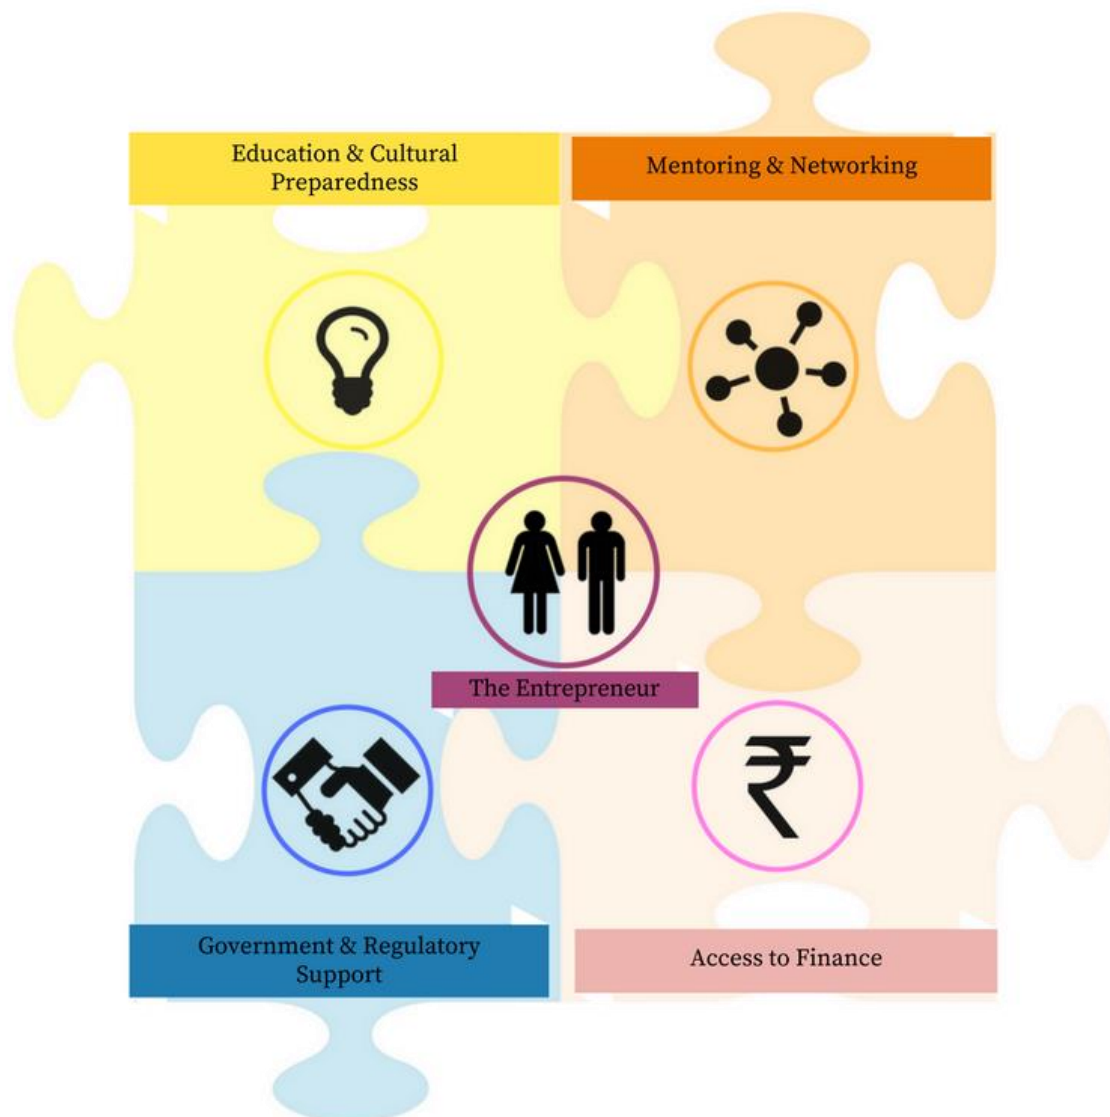 Education & Cultural
Preparedness
Mentoring & Networking
The Entrepreneur
₹
Government & Regulatory
Support
Access to Finance